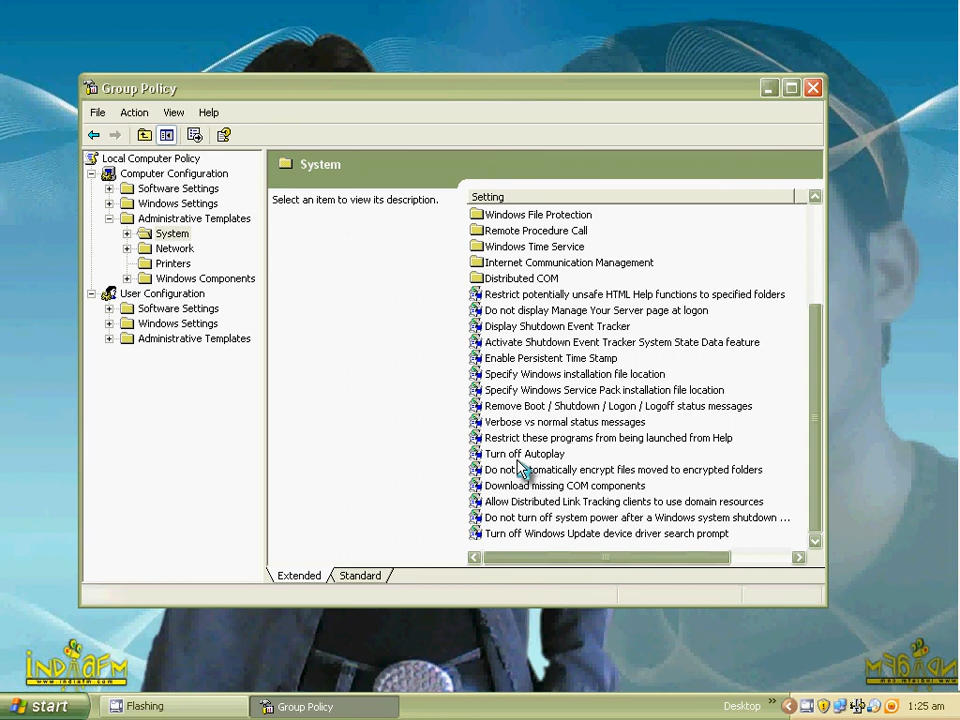 Group Policy
File Action View Help
Local Computer Policy
Computer Configuration
Software Settings
Windows Settings
Administrative Templates
System
Network
Printers
Windows Components
User Configuration
Software Settings
Windows Settings
Administrative Templates
System
Select an item to view its description.
Setting
Windows File Protection
Remote Procedure Call
Windows Time Service
Internet Communication Management
Distributed COM
Restrict potentially unsafe HTML Help functions to specified folders
Do not display Manage Your Server page at logon
Display Shutdown Event Tracker
Activate Shutdown Event Tracker System State Data feature
Enable Persistent Time Stamp
Specify Windows installation file location
Specify Windows Service Pack installation file location
Remove Boot / Shutdown / Logon / Logoff status messages
Verbose vs normal status messages
Restrict these programs from being launched from Help
Turn off Autoplay
Do not automatically encrypt files moved to encrypted folders
Download missing COM components
Allow Distributed Link Tracking clients to use domain resources
Do not turn off system power after a Windows system shutdown ...
Turn off Windows Update device driver search prompt
Extended Standard
INDIAFM
www.indiafm.com
INDIAFM
www.indiafm.com
start Flashing Group Policy Desktop » 1:25 am